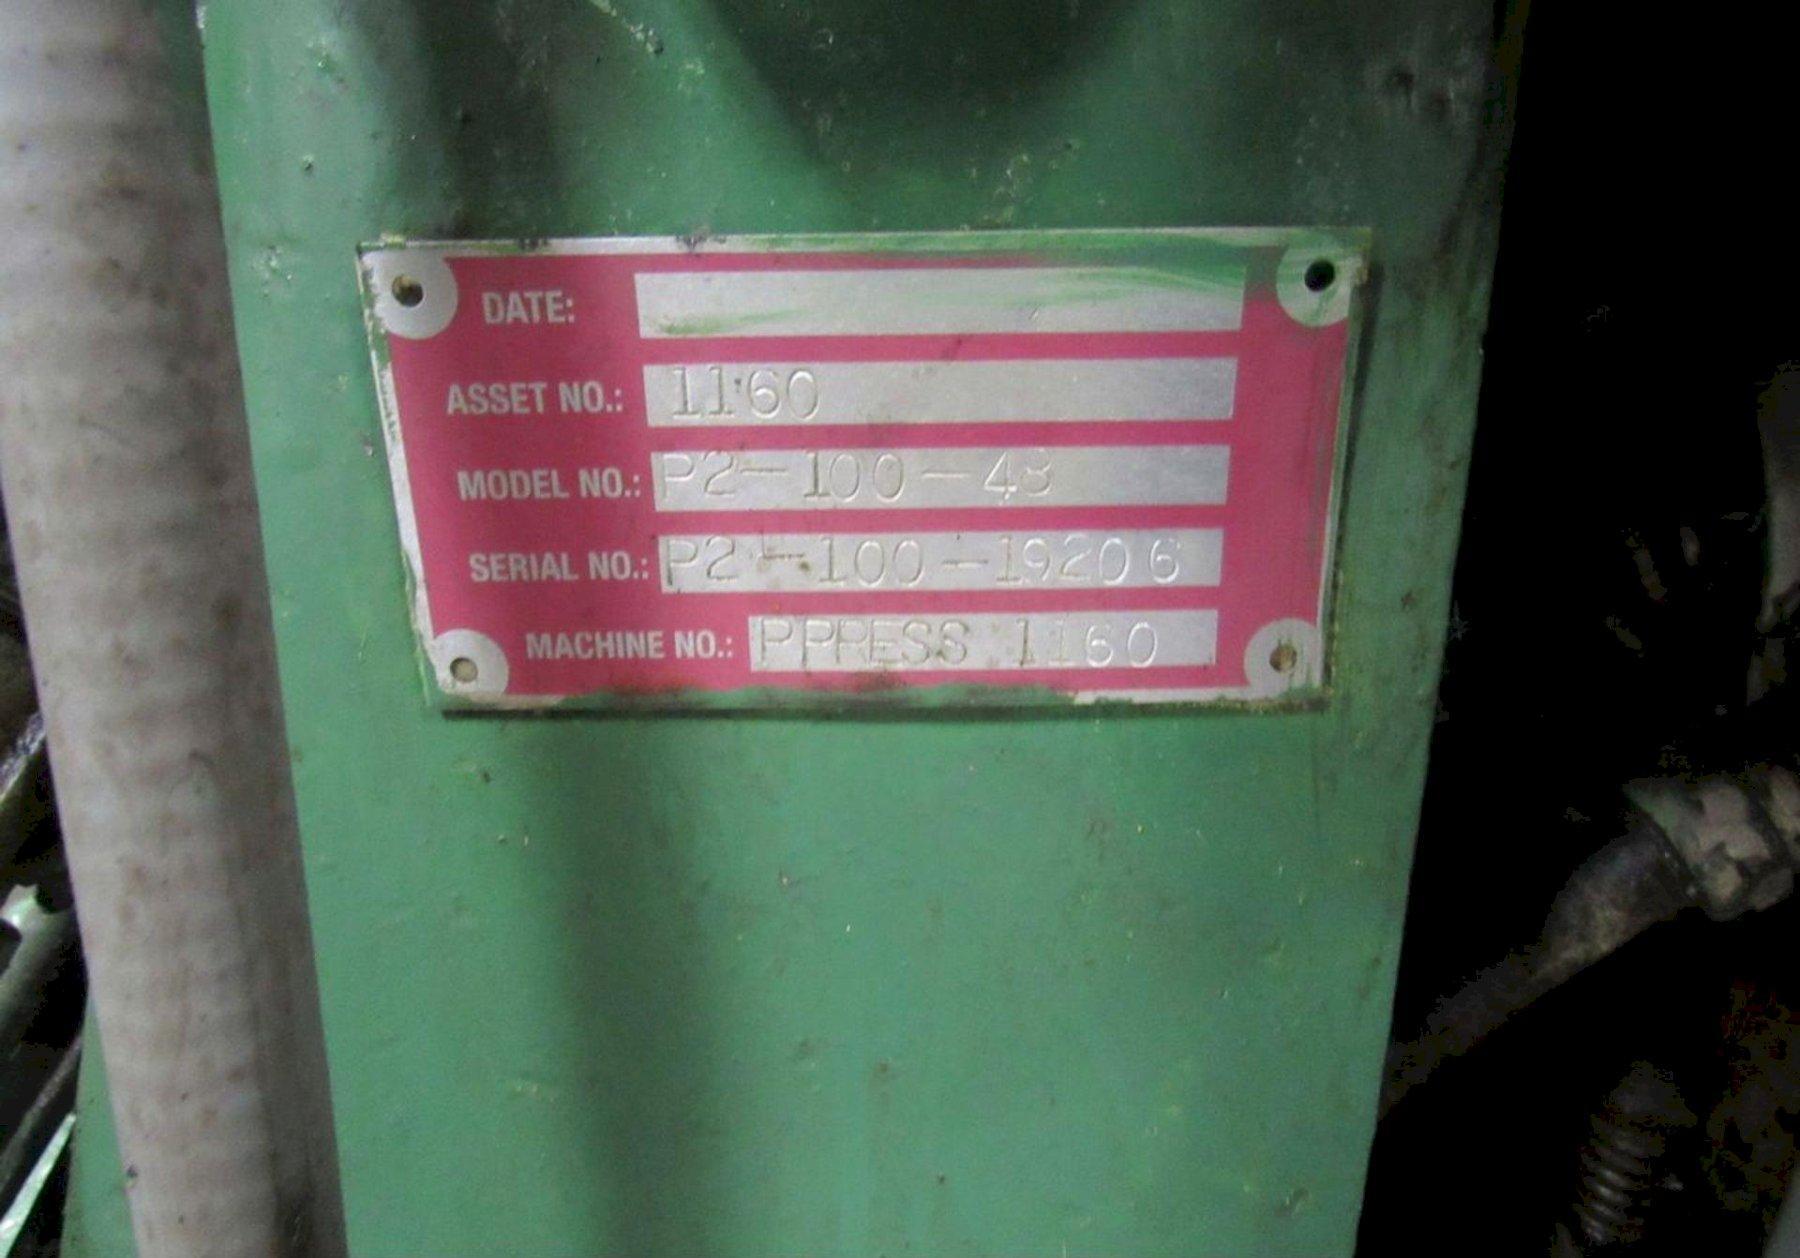 DATE:
ASSET NO.: 1160
MODEL NO.: P2-100-48
SERIAL NO.: P2-100-19206
MACHINE NO.: PPRESS 1160